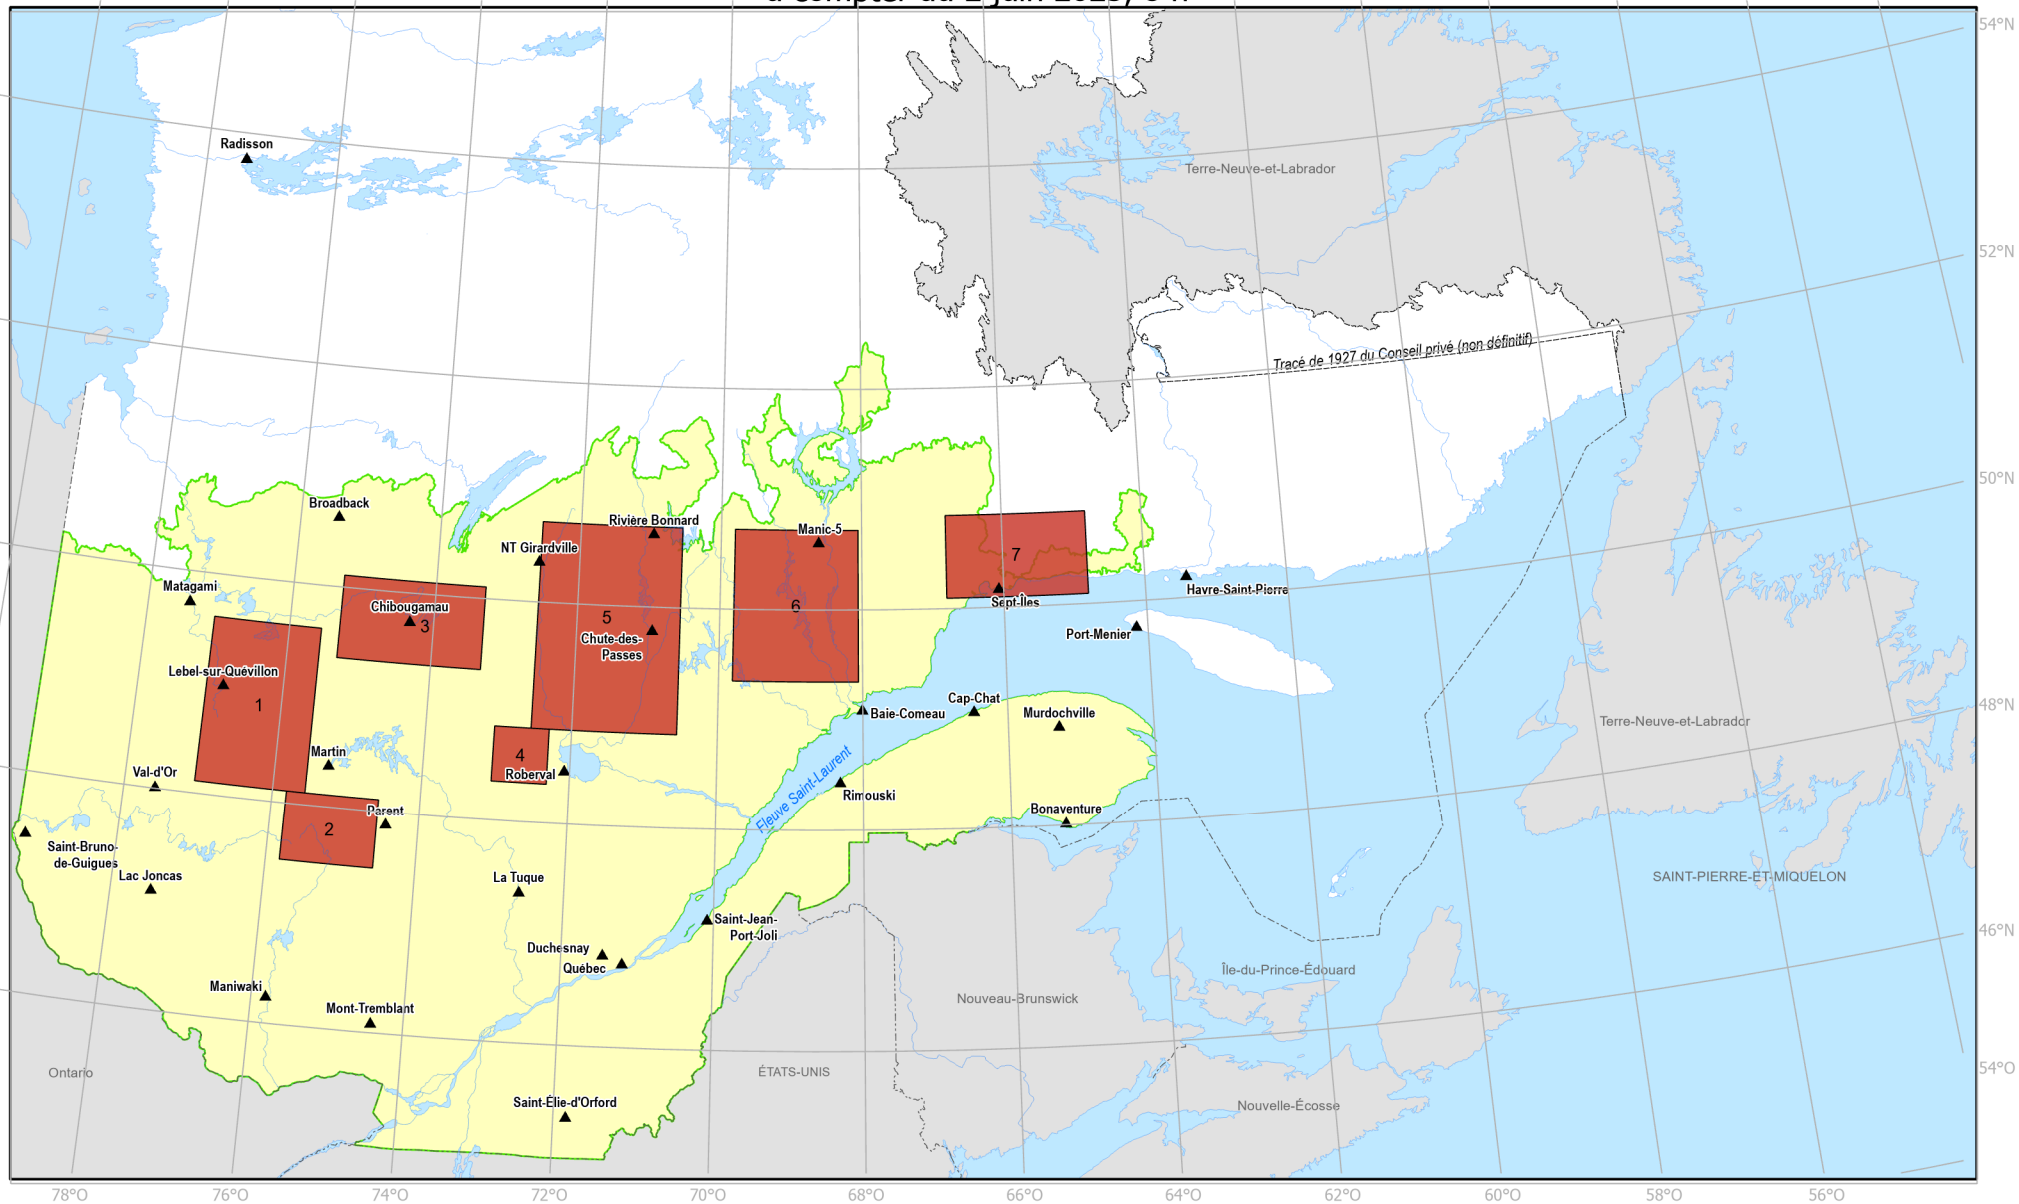 54°N
Radisson
Terre-Neuve-et-Labrador
52°N
Tracé de 1927 du Conseil privé (non définitif)
50°N
Broadback
Rivière Bonnard
Manic-5
NT Girardville
7
Matagami
Havre-Saint-Pierre
Sept-Îles
Chibougamau
3
5
6
Chute-des-
Passes
Port-Menier
Lebel-sur-Quévillon
1
Cap-Chat
Baie-Comeau
Murdochville
48°N
Terre-Neuve-et-Labrador
Martin
4
Roberval
Val-d'Or
Fleuve Saint-Laurent
Rimouski
Parent
2
Bonaventure
Saint-Bruno-
de-Guigues
Lac Joncas
La Tuque
SAINT-PIERRE-ET-MIQUELON
Saint-Jean-
Port-Joli
46°N
Duchesnay
Québec
Île-du-Prince-Édouard
Maniwaki
Nouveau-Brunswick
Mont-Tremblant
Ontario
ÉTATS-UNIS
54°O
Saint-Élie-d'Orford
Nouvelle-Écosse
78°O 76°O 74°O 72°O 70°O 68°O 66°O 64°O 62°O 60°O 58°O 56°O